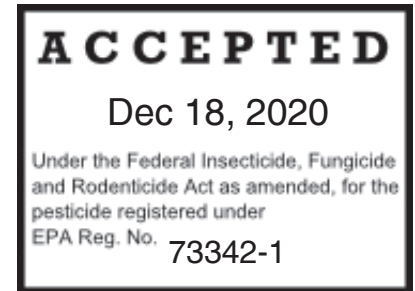 ACCEPTED
Dec 18, 2020
Under the Federal Insecticide, Fungicide
and Rodenticide Act as amended, for the
pesticide registered under
EPA Reg. No. 73342-1